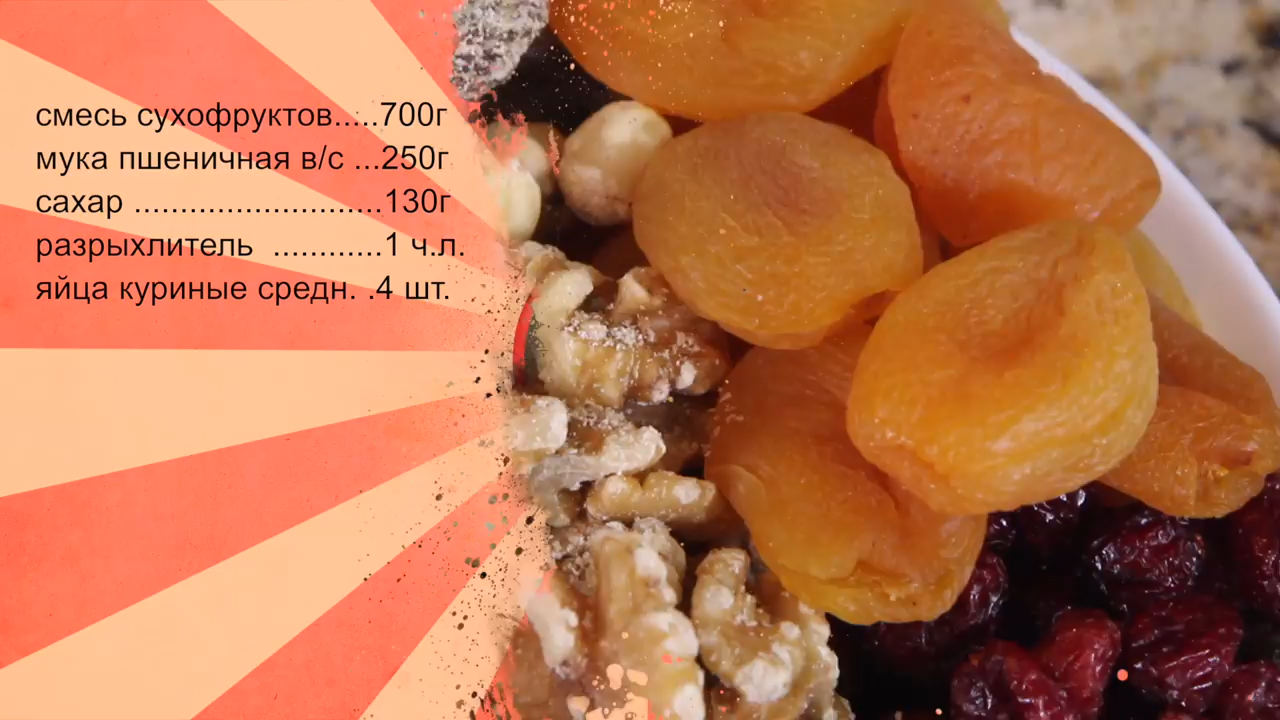 смесь сухофруктов.....700г
мука пшеничная в/с ...250г
сахар ...........................130г
разрыхлитель ............1 ч.л.
яйца куриные средн. .4 шт.